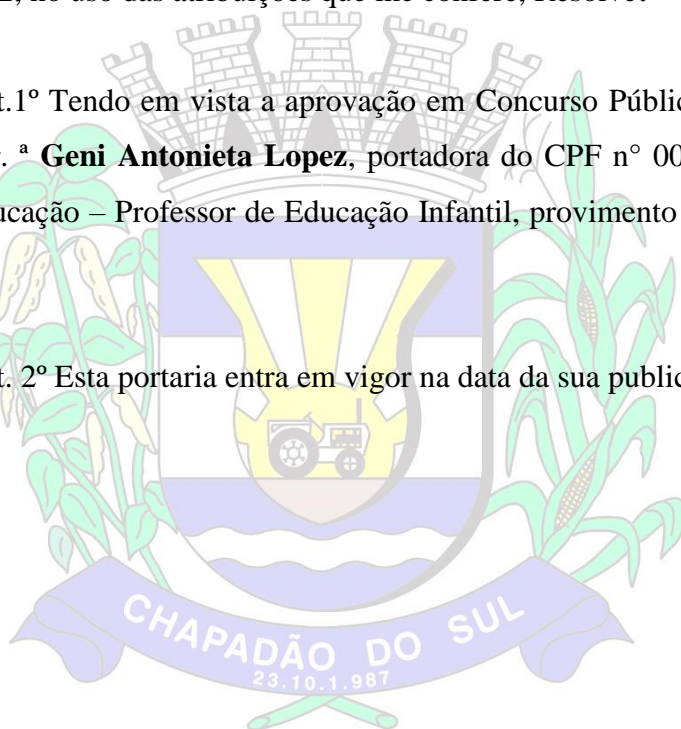 no uso das atribuições que lhe confere, Resolve:
t.1º Tendo em vista a aprovação em Concurso Públic
. ª Geni Antonieta Lopez, portadora do CPF n° 00
ucação – Professor de Educação Infantil, provimento
t. 2º Esta portaria entra em vigor na data da sua public
CHAPADÃO DO SUL
23.10.1.987